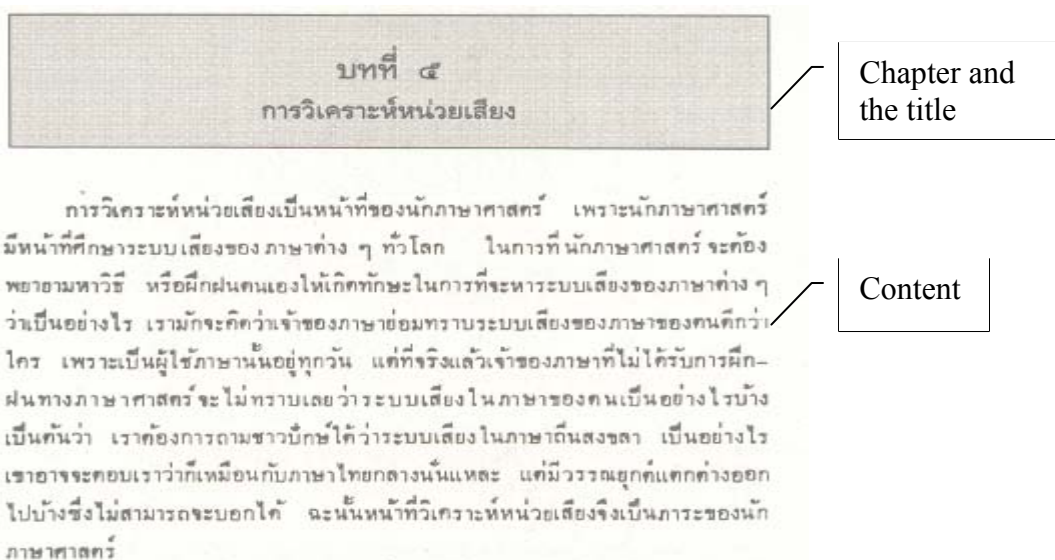 บทที่ ๕
การวิเคราะห์หน่วยเสียง
Chapter and
the title
การวิเคราะห์หน่วยเสียงเป็นหน้าที่ของนักภาษาศาสตร์ เพราะนักภาษาศาสตร์
มีหน้าที่ศึกษาระบบเสียงของภาษาต่าง ๆ ทั่วโลก ในการที่นักภาษาศาสตร์จะต้อง
พยายามหาวิธี หรือฝึกฝนตนเองให้เกิดทักษะในการที่จะหาระบบเสียงของภาษาต่าง ๆ
ว่าเป็นอย่างไร เรามักจะคิดว่าเจ้าของภาษาย่อมทราบระบบเสียงของภาษาของตนดีกว่า
ใคร เพราะเป็นผู้ใช้ภาษานั้นอยู่ทุกวัน แต่ที่จริงแล้วเจ้าของภาษาที่ไม่ได้รับการฝึก-
ฝนทางภาษาศาสตร์จะไม่ทราบเลยว่าระบบเสียงในภาษาของตนเป็นอย่างไรบ้าง
เป็นต้นว่า เราต้องการถามชาวปักษ์ใต้ว่าระบบเสียงในภาษาถิ่นสงขลา เป็นอย่างไร
เขาอาจจะตอบเราว่าก็เหมือนกับภาษาไทยกลางนั่นแหละ แต่มีวรรณยุกต์แตกต่างออก
ไปบ้างซึ่งไม่สามารถจะบอกได้ ฉะนั้นหน้าที่วิเคราะห์หน่วยเสียงจึงเป็นภาระของนัก
ภาษาศาสตร์
Content